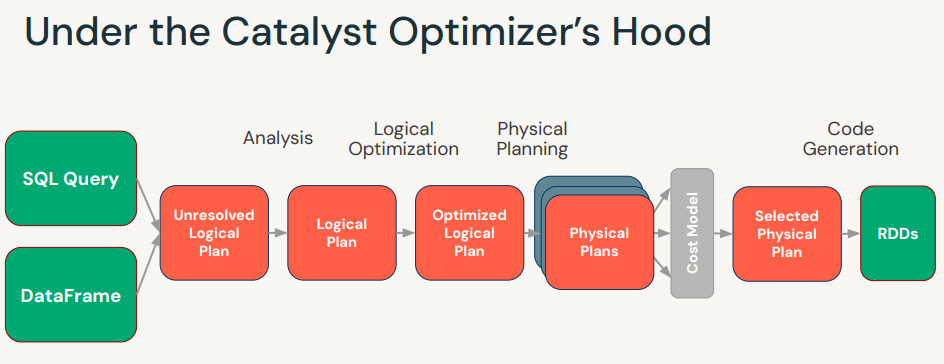 Under the Catalyst Optimizer’s Hood
Analysis
Logical
Optimization
Physical
Planning
Code
Generation
SQL Query
DataFrame
Unresolved
Logical
Plan
Logical
Plan
Optimized
Logical
Plan
Physical
Plans
Cost Model
Selected
Physical
Plan
RDDs